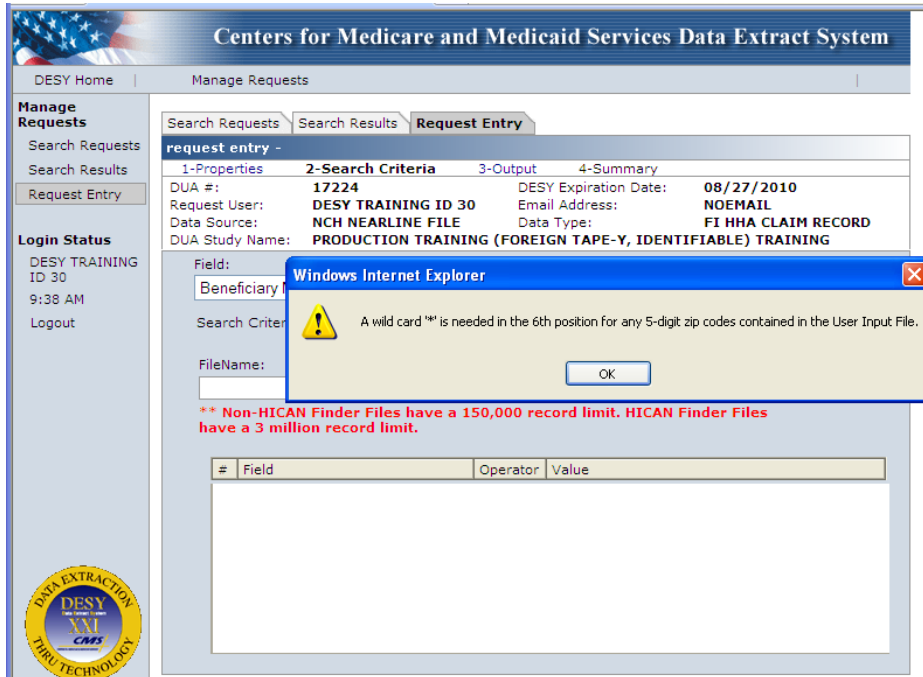 Centers for Medicare and Medicaid Services Data Extract System
DESY Home | Manage Requests |
Manage
Requests
Search Requests
Search Results
Request Entry
Login Status
DESY TRAINING
ID 30
9:38 AM
Logout
Search Requests Search Results Request Entry
request entry -
1-Properties 2-Search Criteria 3-Output 4-Summary
DUA #: 17224 DESY Expiration Date: 08/27/2010
Request User: DESY TRAINING ID 30 Email Address: NOEMAIL
Data Source: NCH NEARLINE FILE Data Type: FI HHA CLAIM RECORD
DUA Study Name: PRODUCTION TRAINING (FOREIGN TAPE-Y, IDENTIFIABLE) TRAINING
Field:
Beneficiary
Search Criter
FileName:
Windows Internet Explorer
A wild card '*' is needed in the 6th position for any 5-digit zip codes contained in the User Input File.
OK
** Non-HICAN Finder Files have a 150,000 record limit. HICAN Finder Files
have a 3 million record limit.
# Field Operator Value
DATA EXTRACTION
DESY
XXI
CMS
THRU TECHNOLOGY